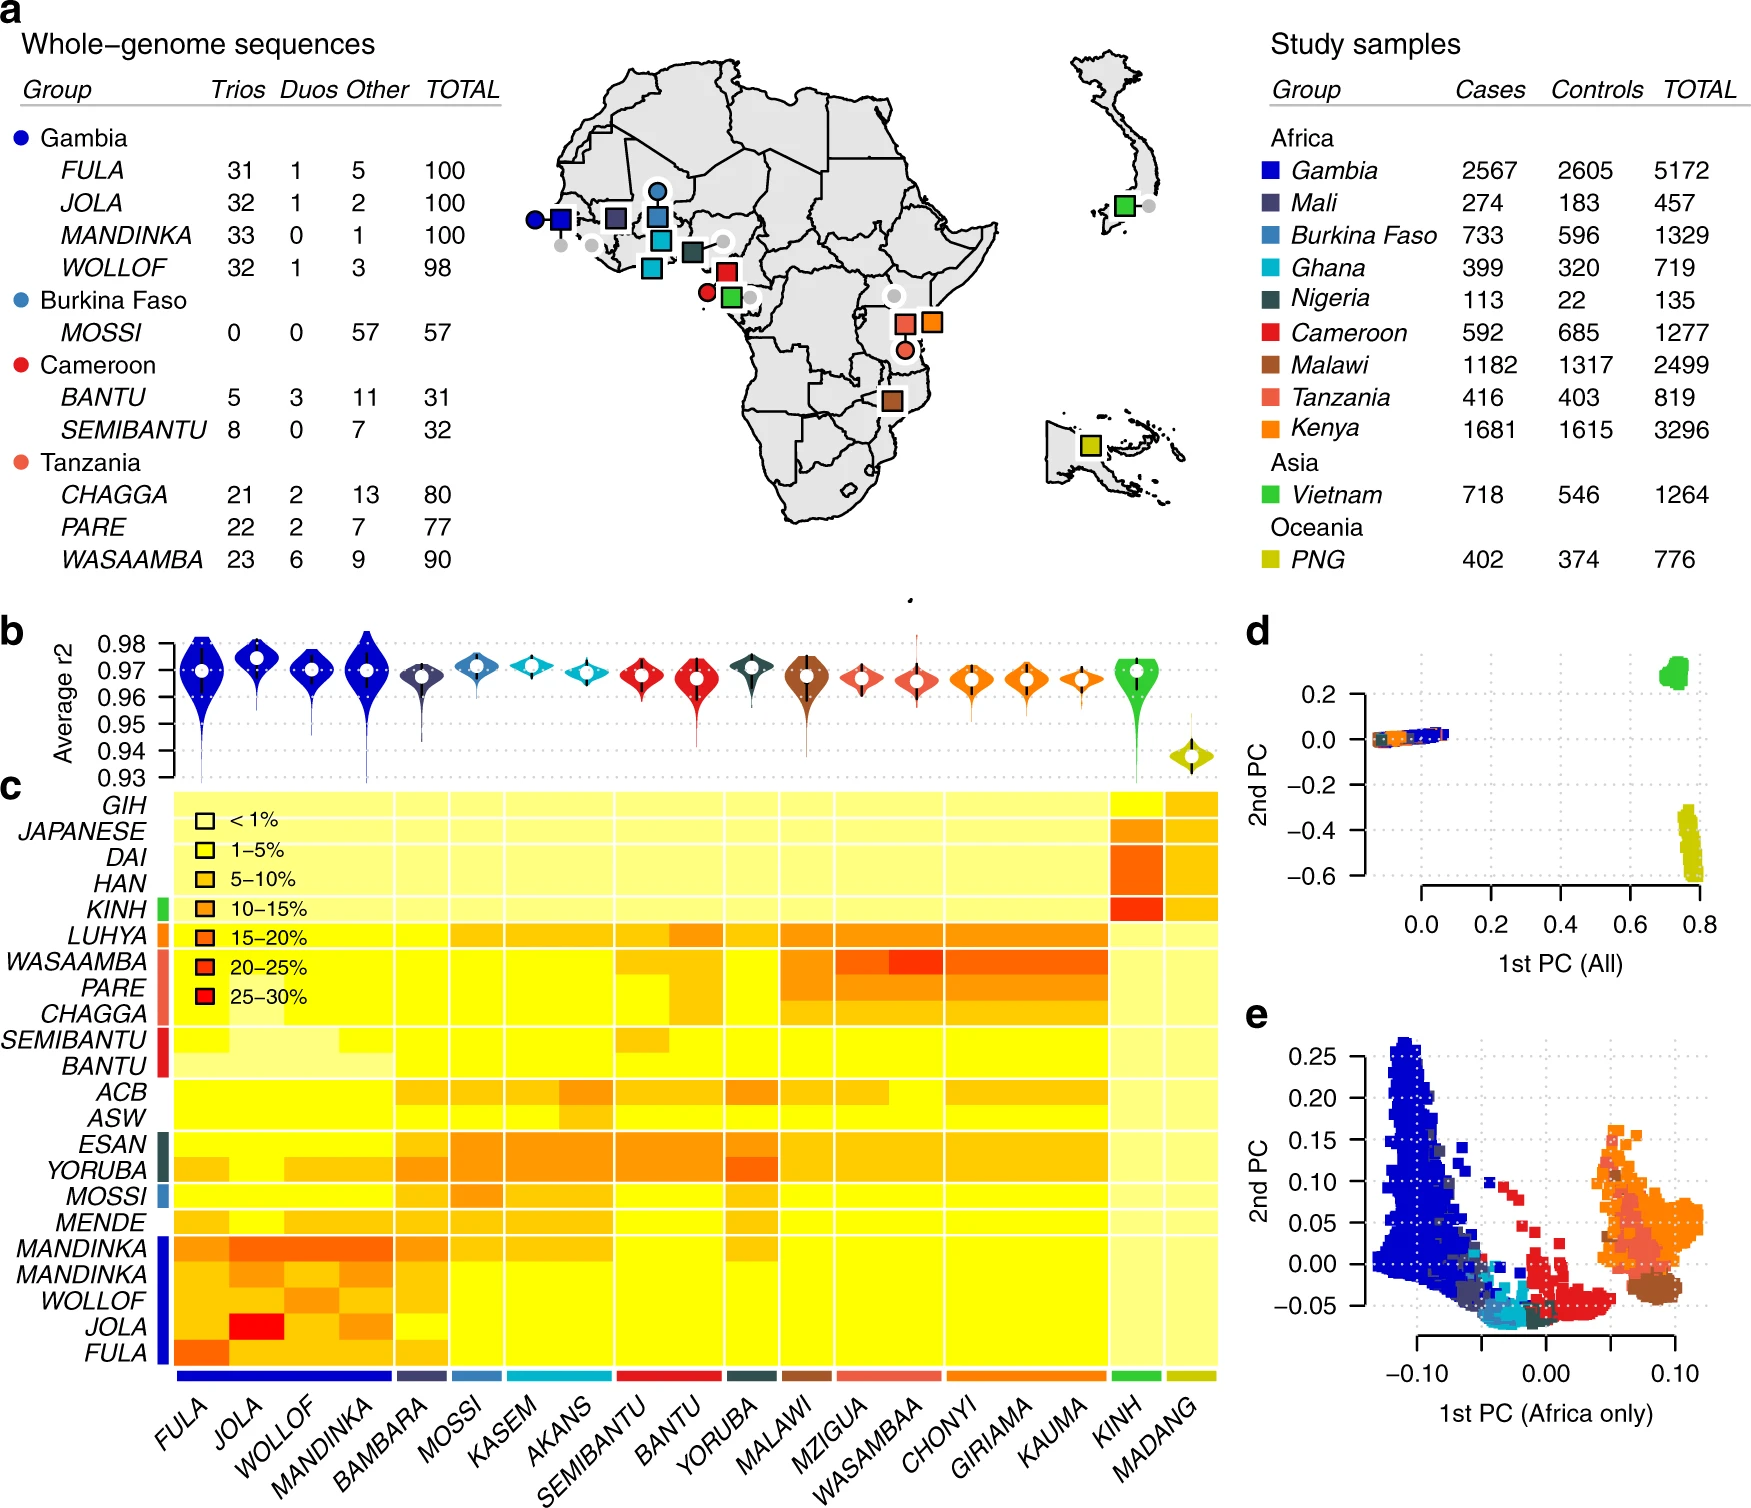 a
Whole−genome sequences
Group Trios Duos Other TOTAL
Gambia
FULA 31 1 5 100
JOLA 32 1 2 100
MANDINKA 33 0 1 100
WOLLOF 32 1 3 98
Burkina Faso
MOSSI 0 0 57 57
Cameroon
BANTU 5 3 11 31
SEMIBANTU 8 0 7 32
Tanzania
CHAGGA 21 2 13 80
PARE 22 2 7 77
WASAAMBA 23 6 9 90
Study samples
Group Cases Controls TOTAL
Africa
Gambia 2567 2605 5172
Mali 274 183 457
Burkina Faso 733 596 1329
Ghana 399 320 719
Nigeria 113 22 135
Cameroon 592 685 1277
Malawi 1182 1317 2499
Tanzania 416 403 819
Kenya 1681 1615 3296
Asia
Vietnam 718 546 1264
Oceania
PNG 402 374 776
b
Average r2
0.98
0.97
0.96
0.95
0.94
0.93
c
GIH
JAPANESE
DAI
HAN
KINH
LUHYA
WASAAMBA
PARE
CHAGGA
SEMIBANTU
BANTU
ACB
ASW
ESAN
YORUBA
MOSSI
MENDE
MANDINKA
MANDINKA
WOLLOF
JOLA
FULA
< 1%
1−5%
5−10%
10−15%
15−20%
20−25%
25−30%
FULA
JOLA
WOLLOF
MANDINKA
BAMBARA
MOSSI
KASEM
AKANS
SEMIBANTU
BANTU
YORUBA
MALAWI
MZIGUA
WASAMBAA
CHONYI
GIRIAMA
KAUMA
KINH
MADANG
d
2nd PC
0.2
0.0
−0.2
−0.4
−0.6
0.0 0.2 0.4 0.6 0.8
1st PC (All)
e
2nd PC
0.25
0.20
0.15
0.10
0.05
0.00
−0.05
−0.10 0.00 0.10
1st PC (Africa only)